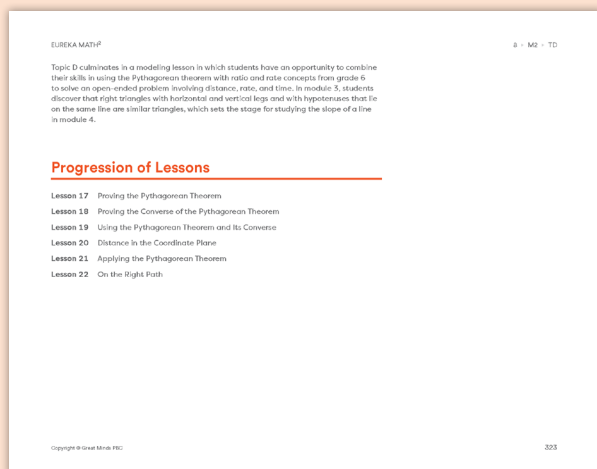 EUREKA MATH²
8 ▸ M2 ▸ TD
Topic D culminates in a modeling lesson in which students have an opportunity to combine
their skills in using the Pythagorean theorem with ratio and rate concepts from grade 6
to solve an open-ended problem involving distance, rate, and time. In module 3, students
discover that right triangles with horizontal and vertical legs and with hypotenuses that lie
on the same line are similar triangles, which sets the stage for studying the slope of a line
in module 4.
Progression of Lessons
Lesson 17 Proving the Pythagorean Theorem
Lesson 18 Proving the Converse of the Pythagorean Theorem
Lesson 19 Using the Pythagorean Theorem and Its Converse
Lesson 20 Distance in the Coordinate Plane
Lesson 21 Applying the Pythagorean Theorem
Lesson 22 On the Right Path
Copyright © Great Minds PBC
323